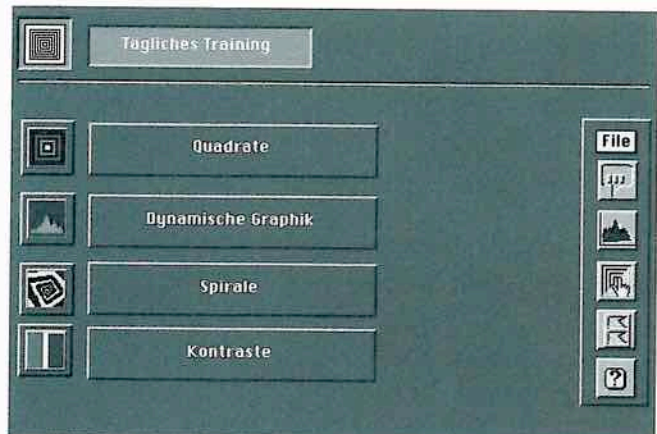 Tägliches Training
Quadrate
File
Dynamische Graphik
Spirale
Kontraste
?